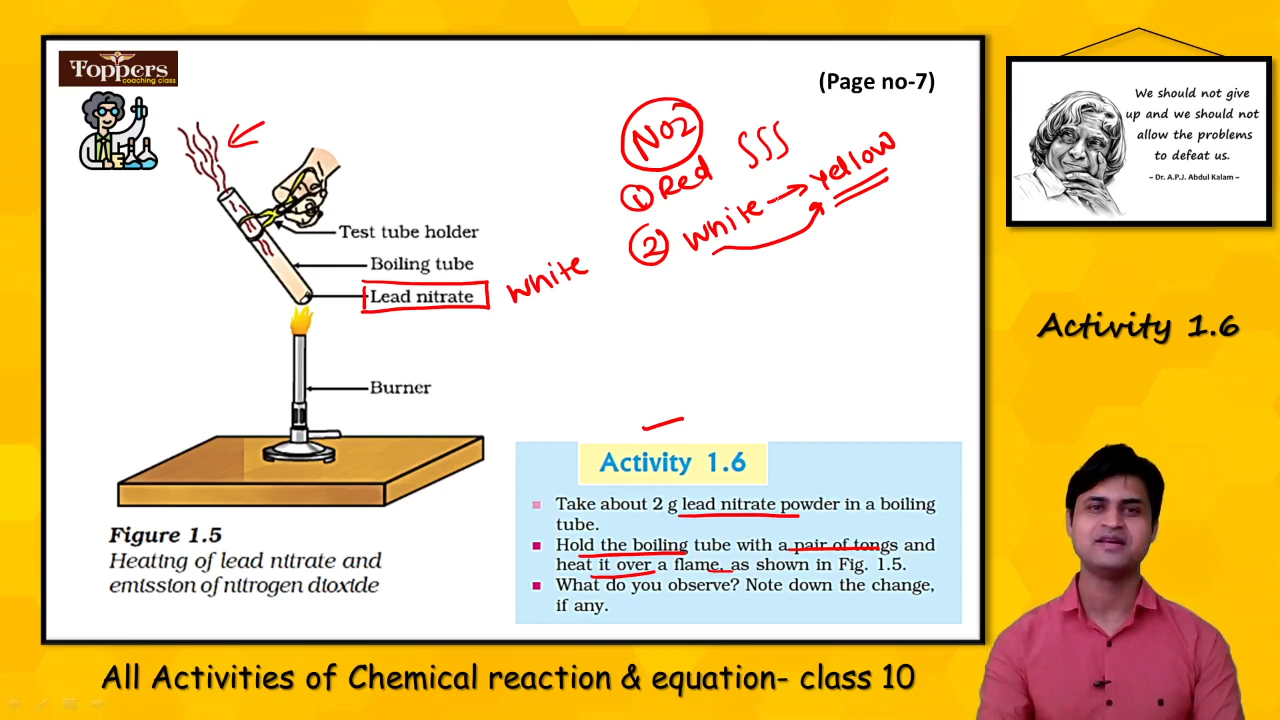 Toppers
coaching class
(Page no-7)
NO2
① Red
② White → Yellow
Test tube holder
Boiling tube
Lead nitrate
White
Burner
Figure 1.5
Heating of lead nitrate and
emission of nitrogen dioxide
Activity 1.6
Take about 2 g lead nitrate powder in a boiling
tube.
Hold the boiling tube with a pair of tongs and
heat it over a flame, as shown in Fig. 1.5.
What do you observe? Note down the change,
if any.
We should not give
up and we should not
allow the problems
to defeat us.
~ Dr. A.P.J. Abdul Kalam ~
Activity 1.6
All Activities of Chemical reaction & equation- class 10